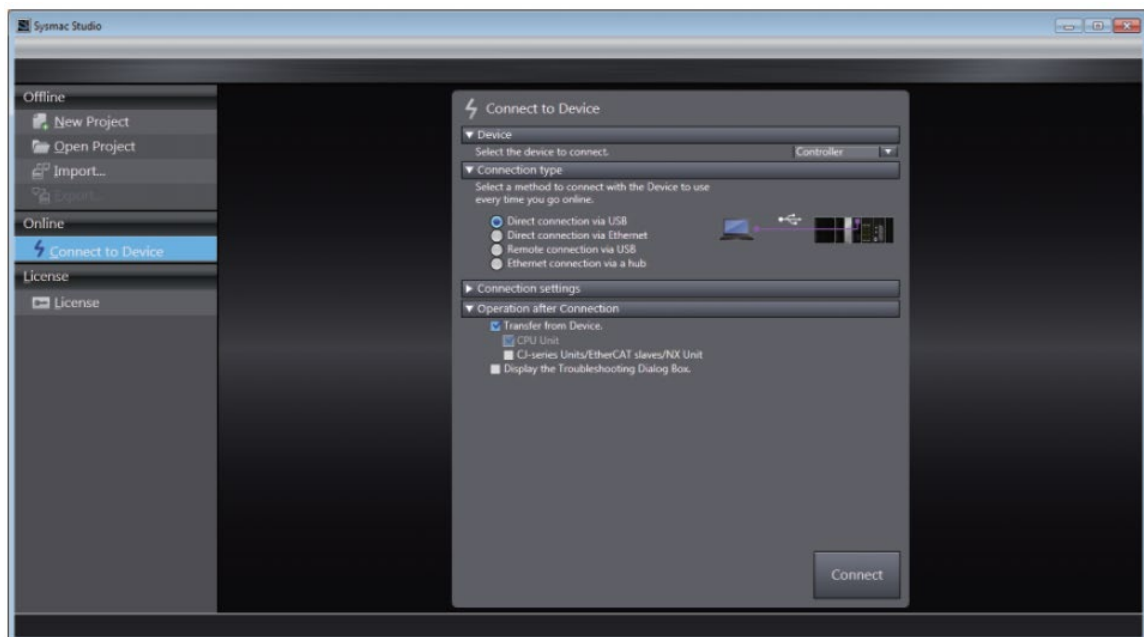 Sysmac Studio
Offline
New Project
Open Project
Import...
Export...
Online
Connect to Device
License
License
Connect to Device
Device
Select the device to connect.
Controller
Connection type
Select a method to connect with the Device to use
every time you go online.
Direct connection via USB
Direct connection via Ethernet
Remote connection via USB
Ethernet connection via a hub
Connection settings
Operation after Connection
Transfer from Device.
CPU Unit
CJ-series Units/EtherCAT slaves/NX Unit
Display the Troubleshooting Dialog Box.
Connect